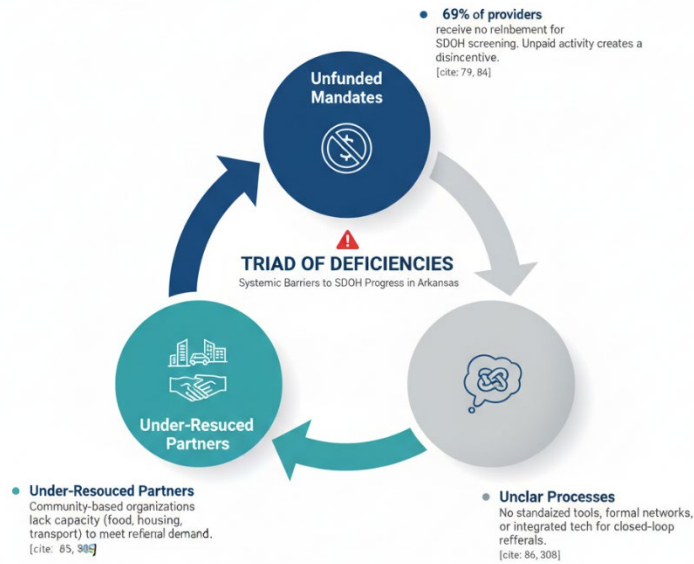 69% of providers
receive no reinbement for
SDOH screening. Unpaid activity creates a
disincentive.
[cite: 79, 84]
Unfunded
Mandates
TRIAD OF DEFICIENCIES
Systemic Barriers to SDOH Progress in Arkansas
Under-Resuced
Partners
Under-Resouced Partners
Community-based organizations
lack capacity (food, housing,
transport) to meet referial demand.
[cite: 85,
Unclar Processes
No standaized tools, formal networks,
or integrated tech for closed-loop
refferals.
[cite: 86, 308]